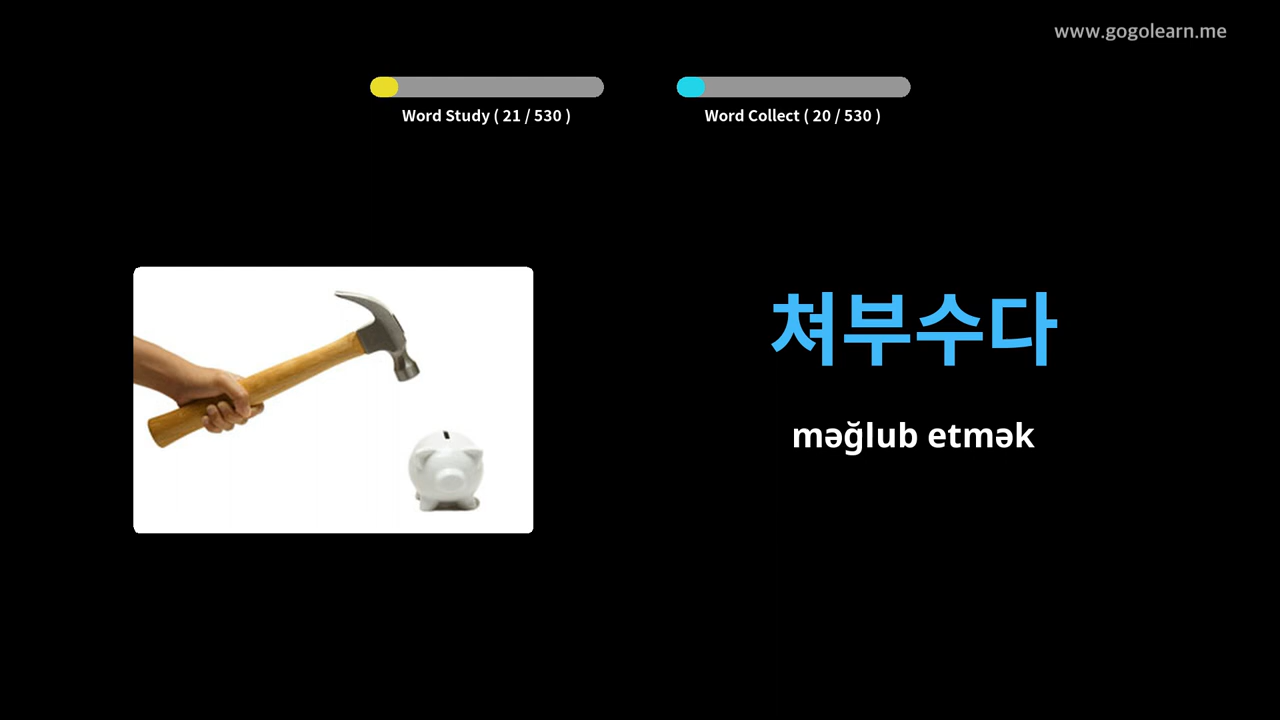 www.gogolearn.me
Word Study ( 21 / 530 )
Word Collect ( 20 / 530 )
쳐부수다
məğlub etmək